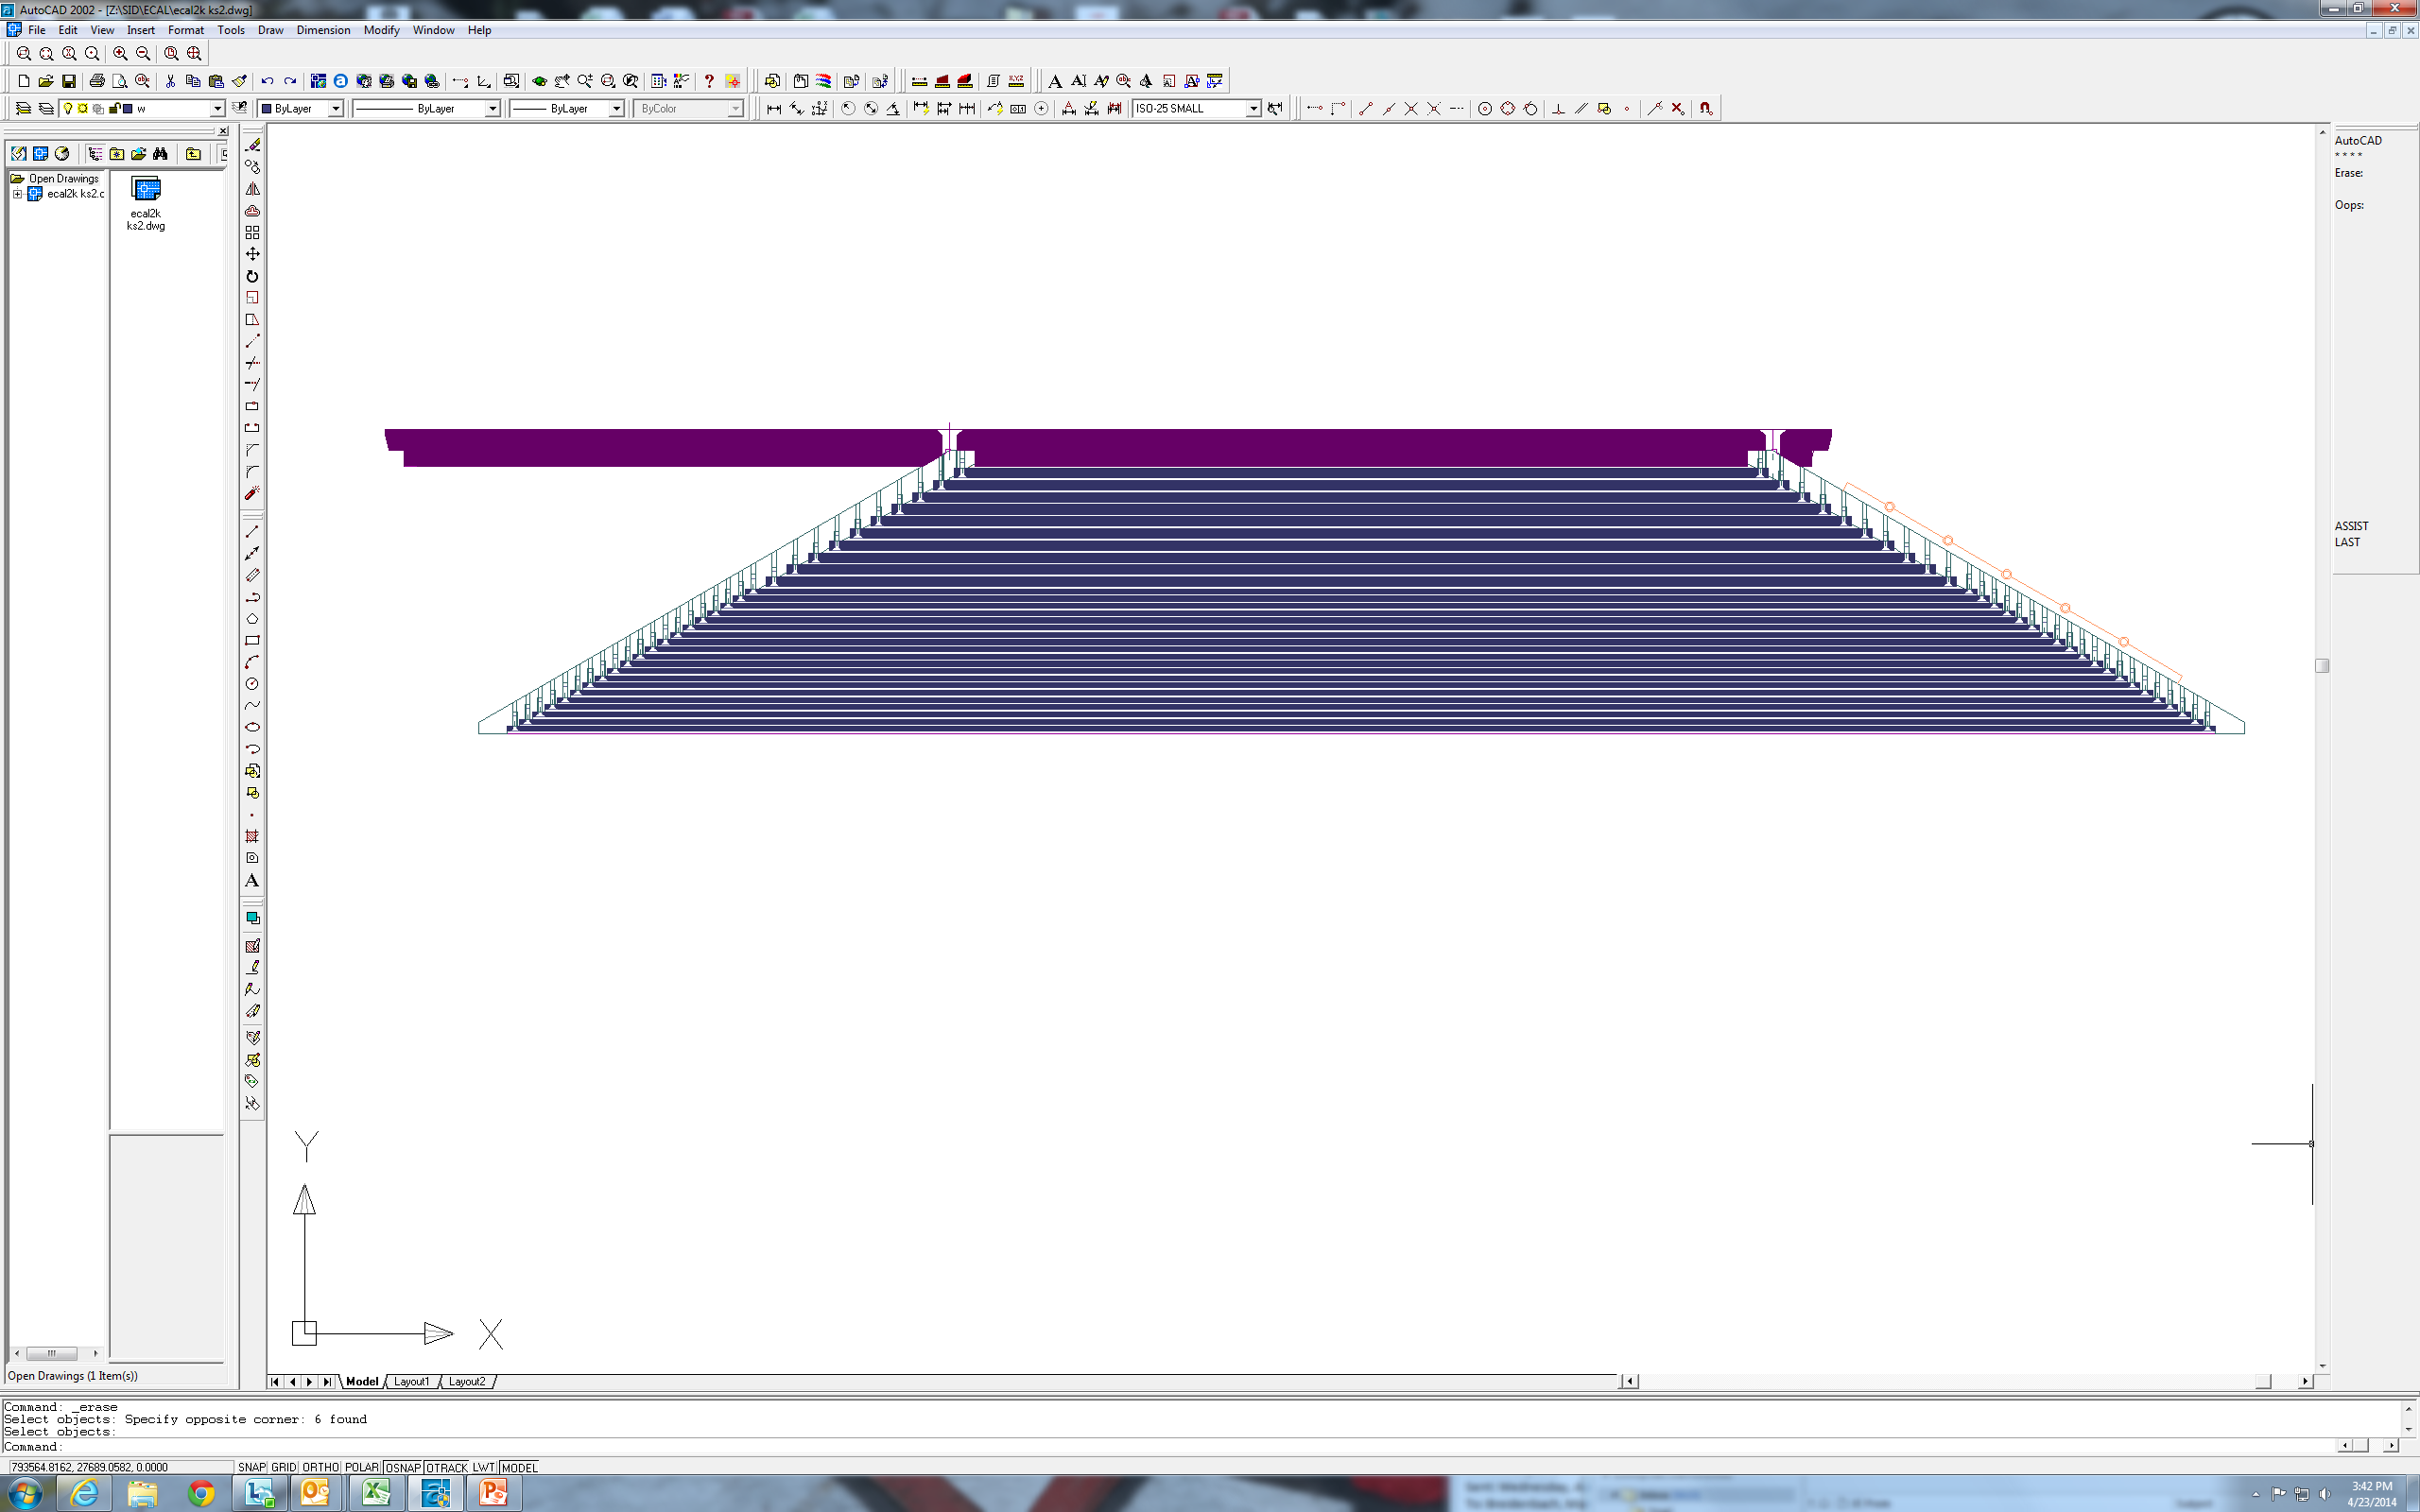 AutoCAD 2002 - [Z:\SID\ECAL\ecal2k ks2.dwg]
File Edit View Insert Format Tools Draw Dimension Modify Window Help
w ByLayer ByLayer ByLayer ByColor ISO-25 SMALL
Open Drawings
ecal2k ks2.c
ecal2k
ks2.dwg
AutoCAD
* * * *
Erase:
Oops:
ASSIST
LAST
Y
X
Open Drawings (1 Item(s))
Model Layout1 Layout2
Command: _erase
Select objects: Specify opposite corner: 6 found
Select objects:
Command:
793564.8162, 27689.0582, 0.0000 SNAP GRID ORTHO POLAR OSNAP OTRACK LWT MODEL
3:42 PM
4/23/2014